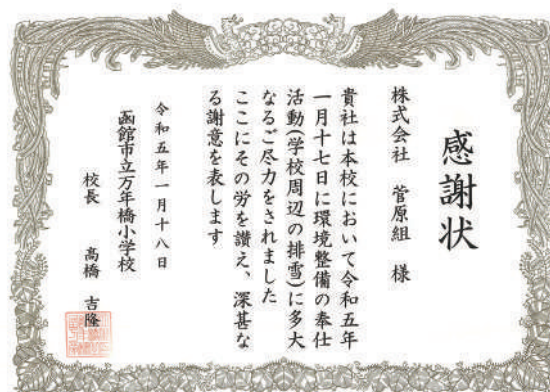 感謝状
株式会社 菅原組 様
貴社は本校において令和五年
一月十七日に環境整備の奉仕
活動(学校周辺の排雪)に多大
なるご尽力をされました
ここにその労を讃え、深甚な
る謝意を表します
令和五年一月十八日
函館市立万年橋小学校
校長 髙橋 吉隆